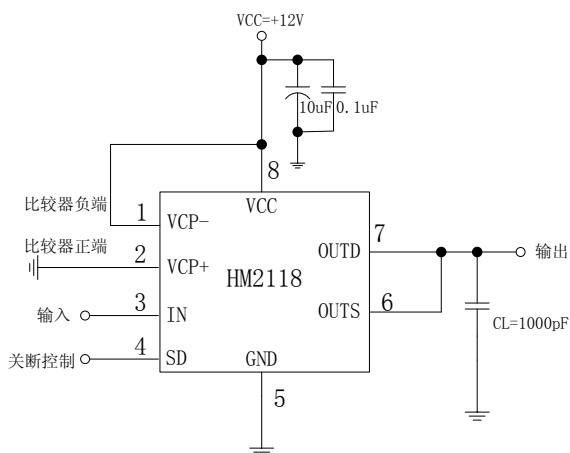 VCC=+12V
10uF 0.1uF
8
比较器负端 1 VCP- VCC
比较器正端 2 VCP+ OUTD 7 输出
HM2118
输入 3 IN OUTS 6
CL=1000pF
关断控制 4 SD GND
5